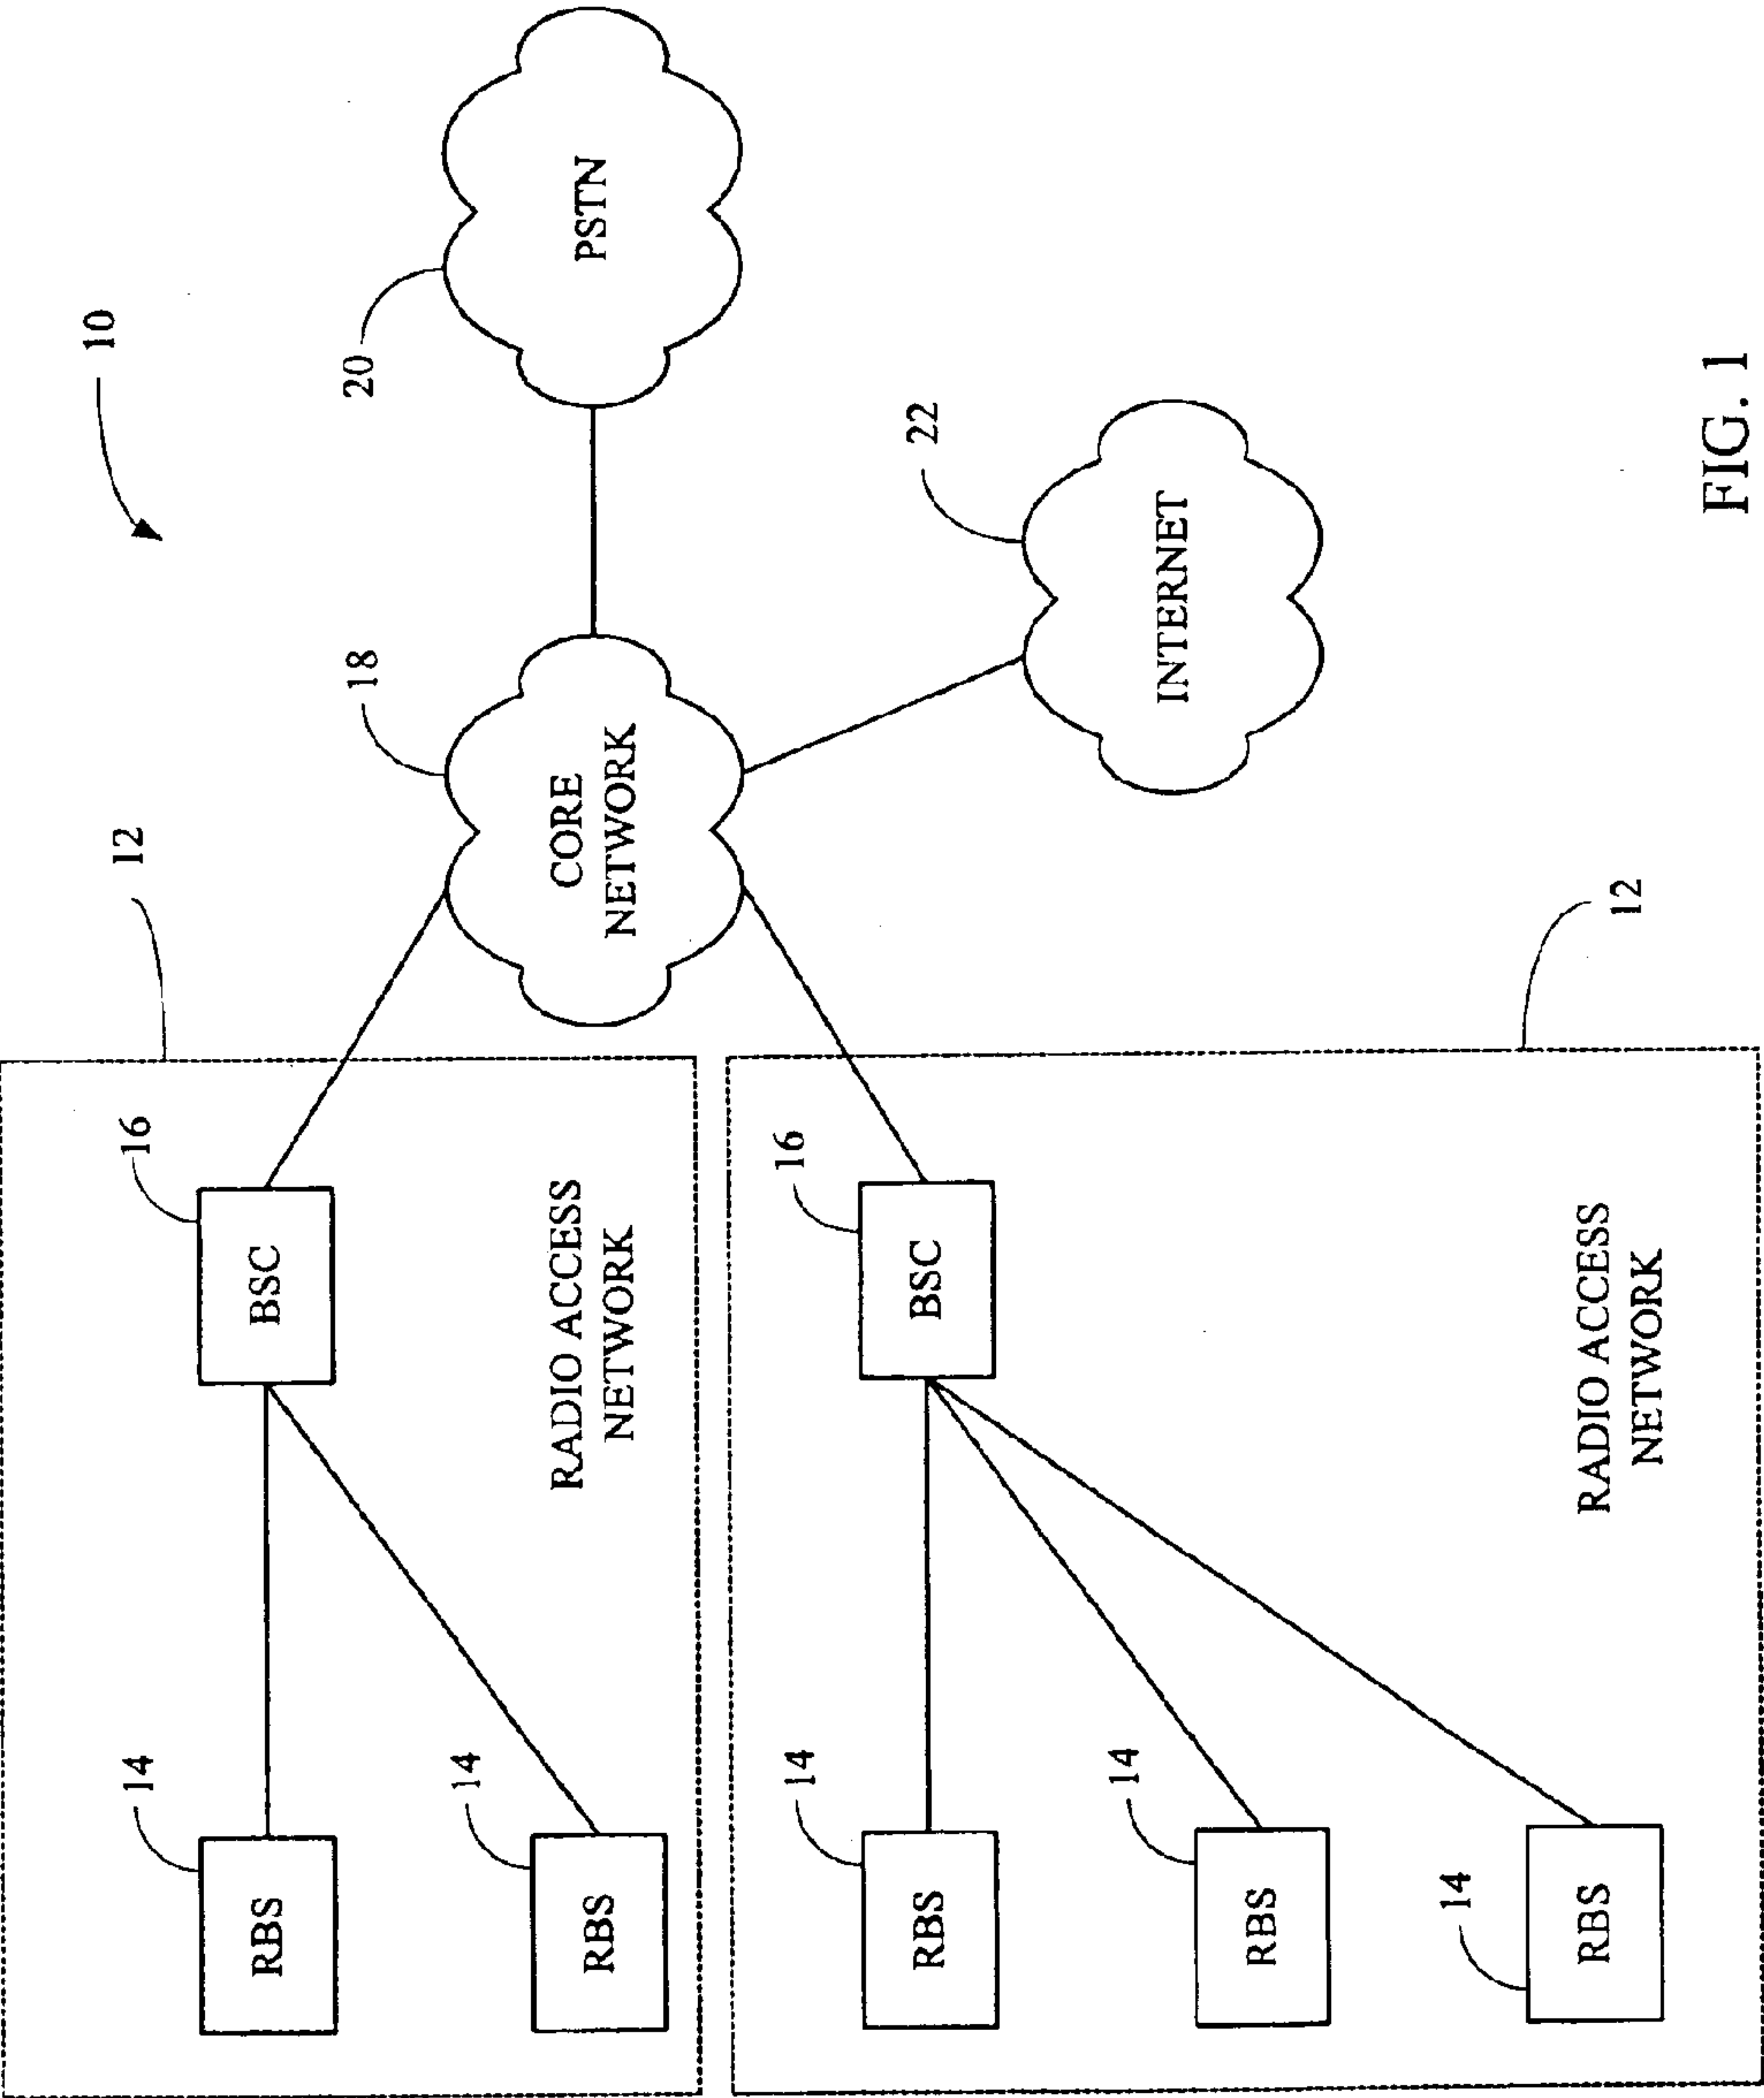 10
12
16
14
RBS
BSC
14
RBS
RADIO ACCESS
NETWORK
18
CORE
NETWORK
20
PSTN
14
RBS
16
BSC
14
RBS
14
RBS
RADIO ACCESS
NETWORK
12
22
INTERNET
FIG. 1